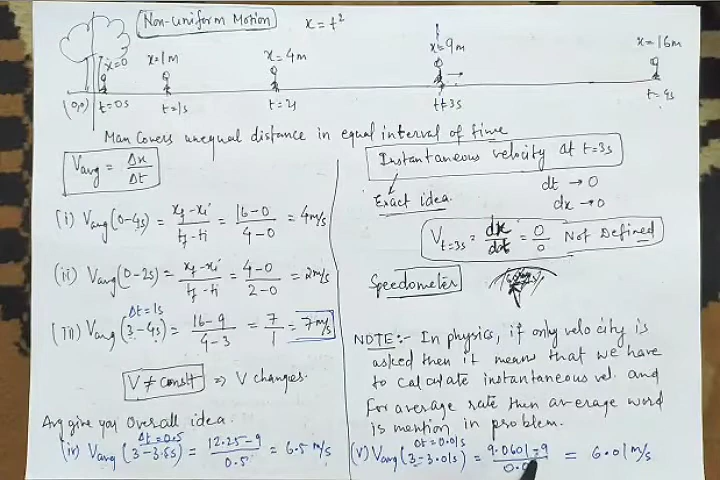 Non-uniform Motion x = t²
x=0 x=1m x=4m x=9m x=16m
(0,0) t=0s t=1s t=2s t=3s t=4s
Man Covers unequal distance in equal interval of time
Vavg = Δx/Δt
(i) Vavg(0-4s) = xf-xi/tf-ti = 16-0/4-0 = 4m/s
(ii) Vavg(0-2s) = xf-xi/tf-ti = 4-0/2-0 = 2m/s
Δt=1s
(iii) Vavg(3-4s) = 16-9/4-3 = 7/1 = 7m/s
V ≠ const ⇒ V changes.
Avg give you overall idea.
Δt=0.5
(iv) Vavg(3-3.5s) = 12.25-9/0.5 = 6.5 m/s
Instantaneous velocity at t=3s
Exact idea.
dt → 0
dx → 0
Vt=3s = dx/dt = 0/0 Not Defined
Speedometer
NOTE:- In physics, if only velocity is
asked then it means that we have
to calculate instantaneous vel. and
For average rate then average word
is mention in problem.
Δt=0.01s
(v) Vavg(3-3.01s) = 9.0601-9/0.0 = 6.01m/s